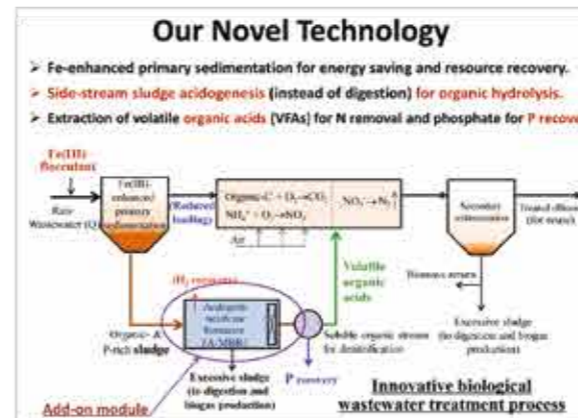 Our Novel Technology
➢ Fe-enhanced primary sedimentation for energy saving and resource recovery.
➢ Side-stream sludge acidogenesis (instead of digestion) for organic hydrolysis.
➢ Extraction of volatile organic acids (VFAs) for N removal and phosphate for P recove
Fe(III)
flocculant
Fe(III)-
enhanced
primary
sedimentation
Raw
Wastewater (Q)
(Reduced
loading)
Organic-C + O₂→CO₂
NH₄⁺ + O₂→NO₃⁻
NO₃⁻→N₂
Air
Secondary
sedimentation
Treated effluent
(for reuse)
Volatile
organic
acids
Biomass return
(H₂ recovery)
Organic- &
P-rich sludge
Soluble organic stream
for denitrification
Excessive sludge
(to digestion and biogas
production)
P recovery
Excessive sludge
(to digestion and
biogas production)
Add-on module
Innovative biological
wastewater treatment process